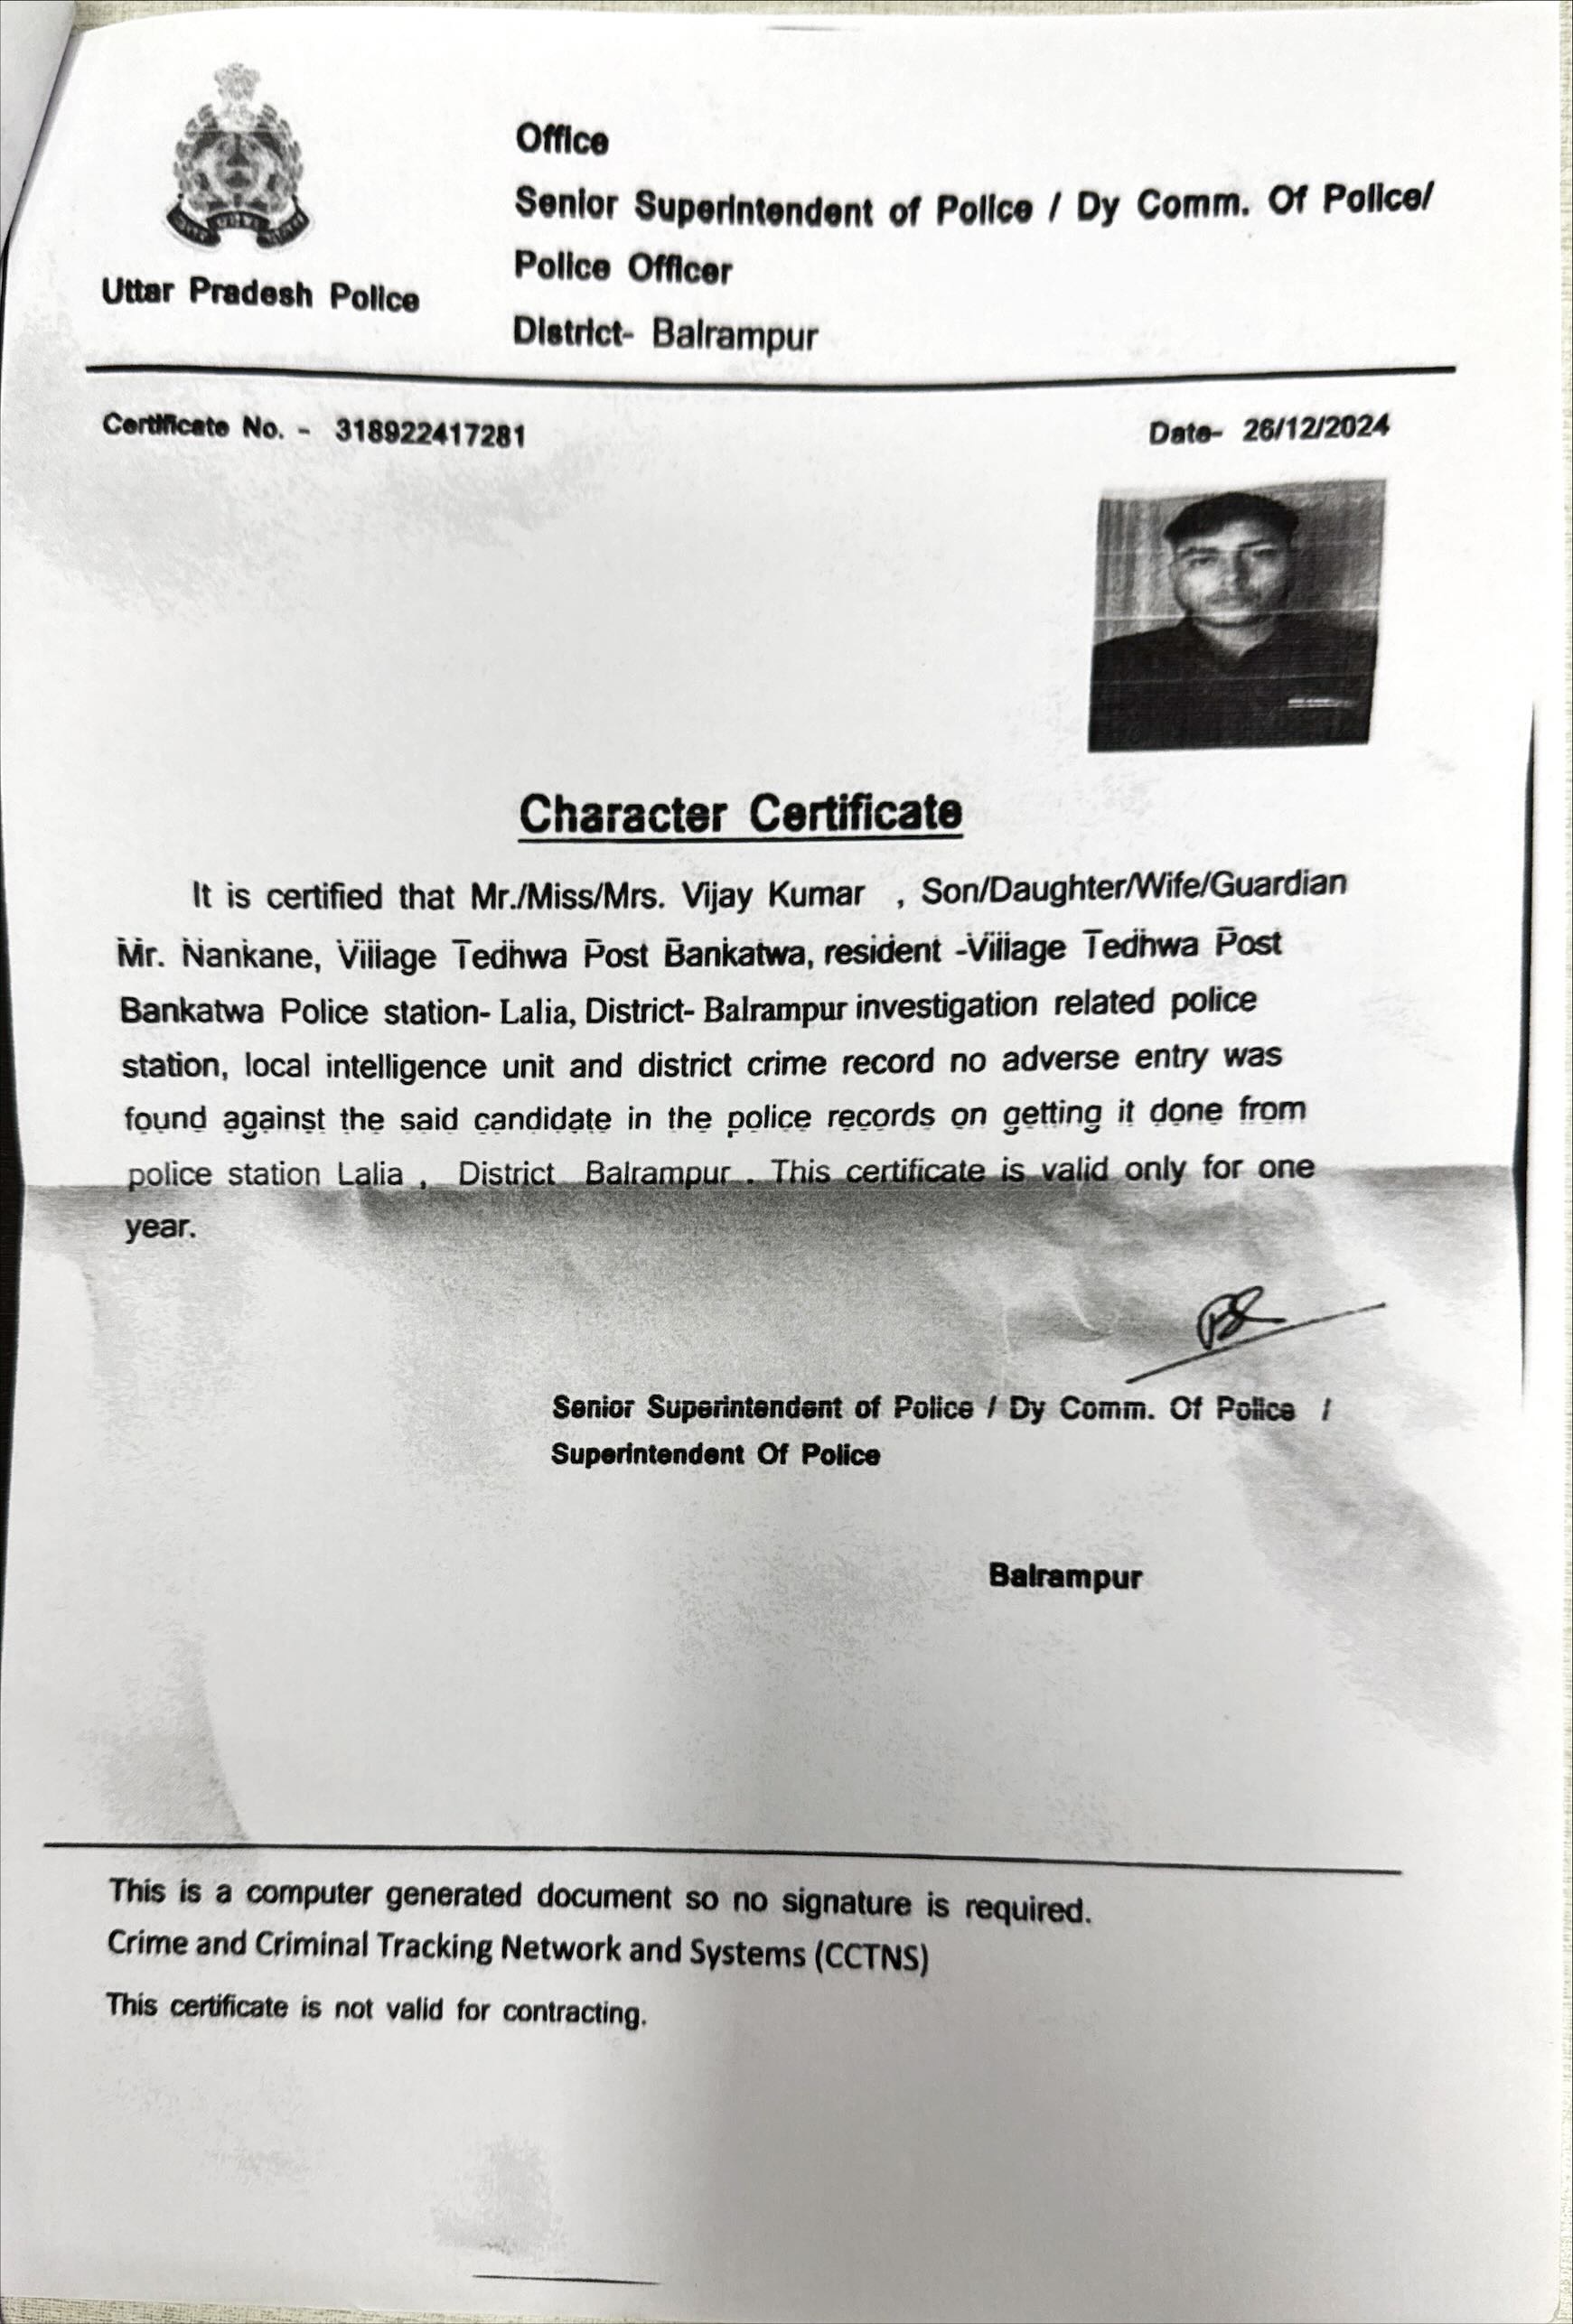 Office
Senior Superintendent of Police / Dy Comm. Of Police/
Police Officer
District- Balrampur
Uttar Pradesh Police
Certificate No. - 318922417281
Date- 26/12/2024
Character Certificate
It is certified that Mr./Miss/Mrs. Vijay Kumar , Son/Daughter/Wife/Guardian
Mr. Nankane, Village Tedhwa Post Bankatwa, resident -Village Tedhwa Post
Bankatwa Police station- Lalia, District- Balrampur investigation related police
station, local intelligence unit and district crime record no adverse entry was
found against the said candidate in the police records on getting it done from
police station Lalia , District Balrampur . This certificate is valid only for one
year.
Senior Superintendent of Police / Dy Comm. Of Police /
Superintendent Of Police
Balrampur
This is a computer generated document so no signature is required.
Crime and Criminal Tracking Network and Systems (CCTNS)
This certificate is not valid for contracting.